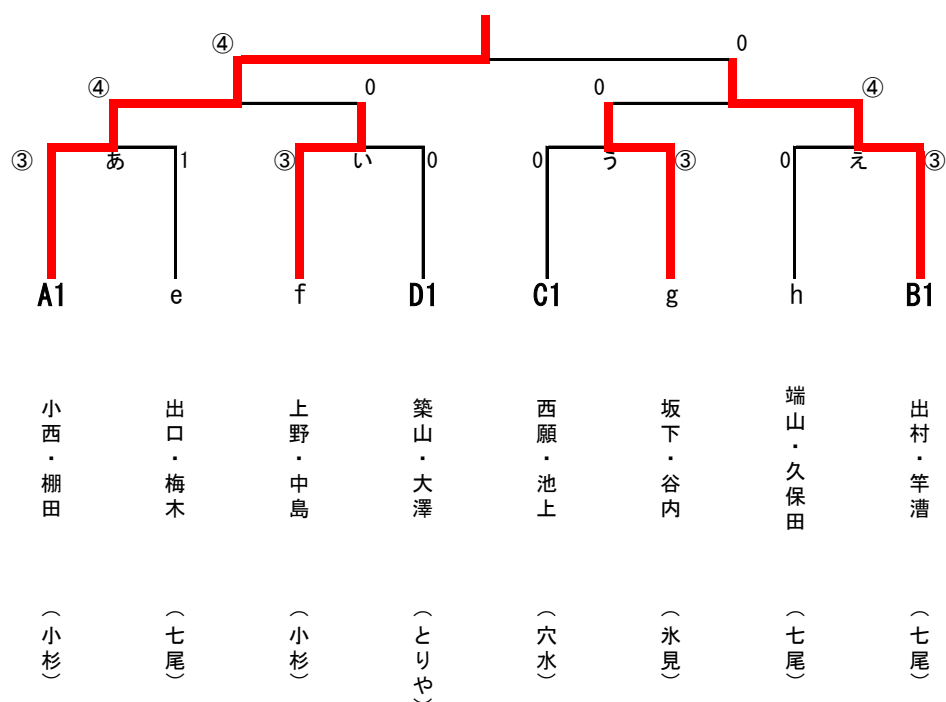 ④ 0
④ 0 0 ④
③ あ 1 ③ い 0 0 う ③ 0 え ③
A1 e f D1 C1 g h B1
小西・棚田
出口・梅木
上野・中島
築山・大澤
西願・池上
坂下・谷内
端山・久保田
出村・竿漕
（小杉）
（七尾）
（小杉）
（とりや）
（穴水）
（氷見）
（七尾）
（七尾）